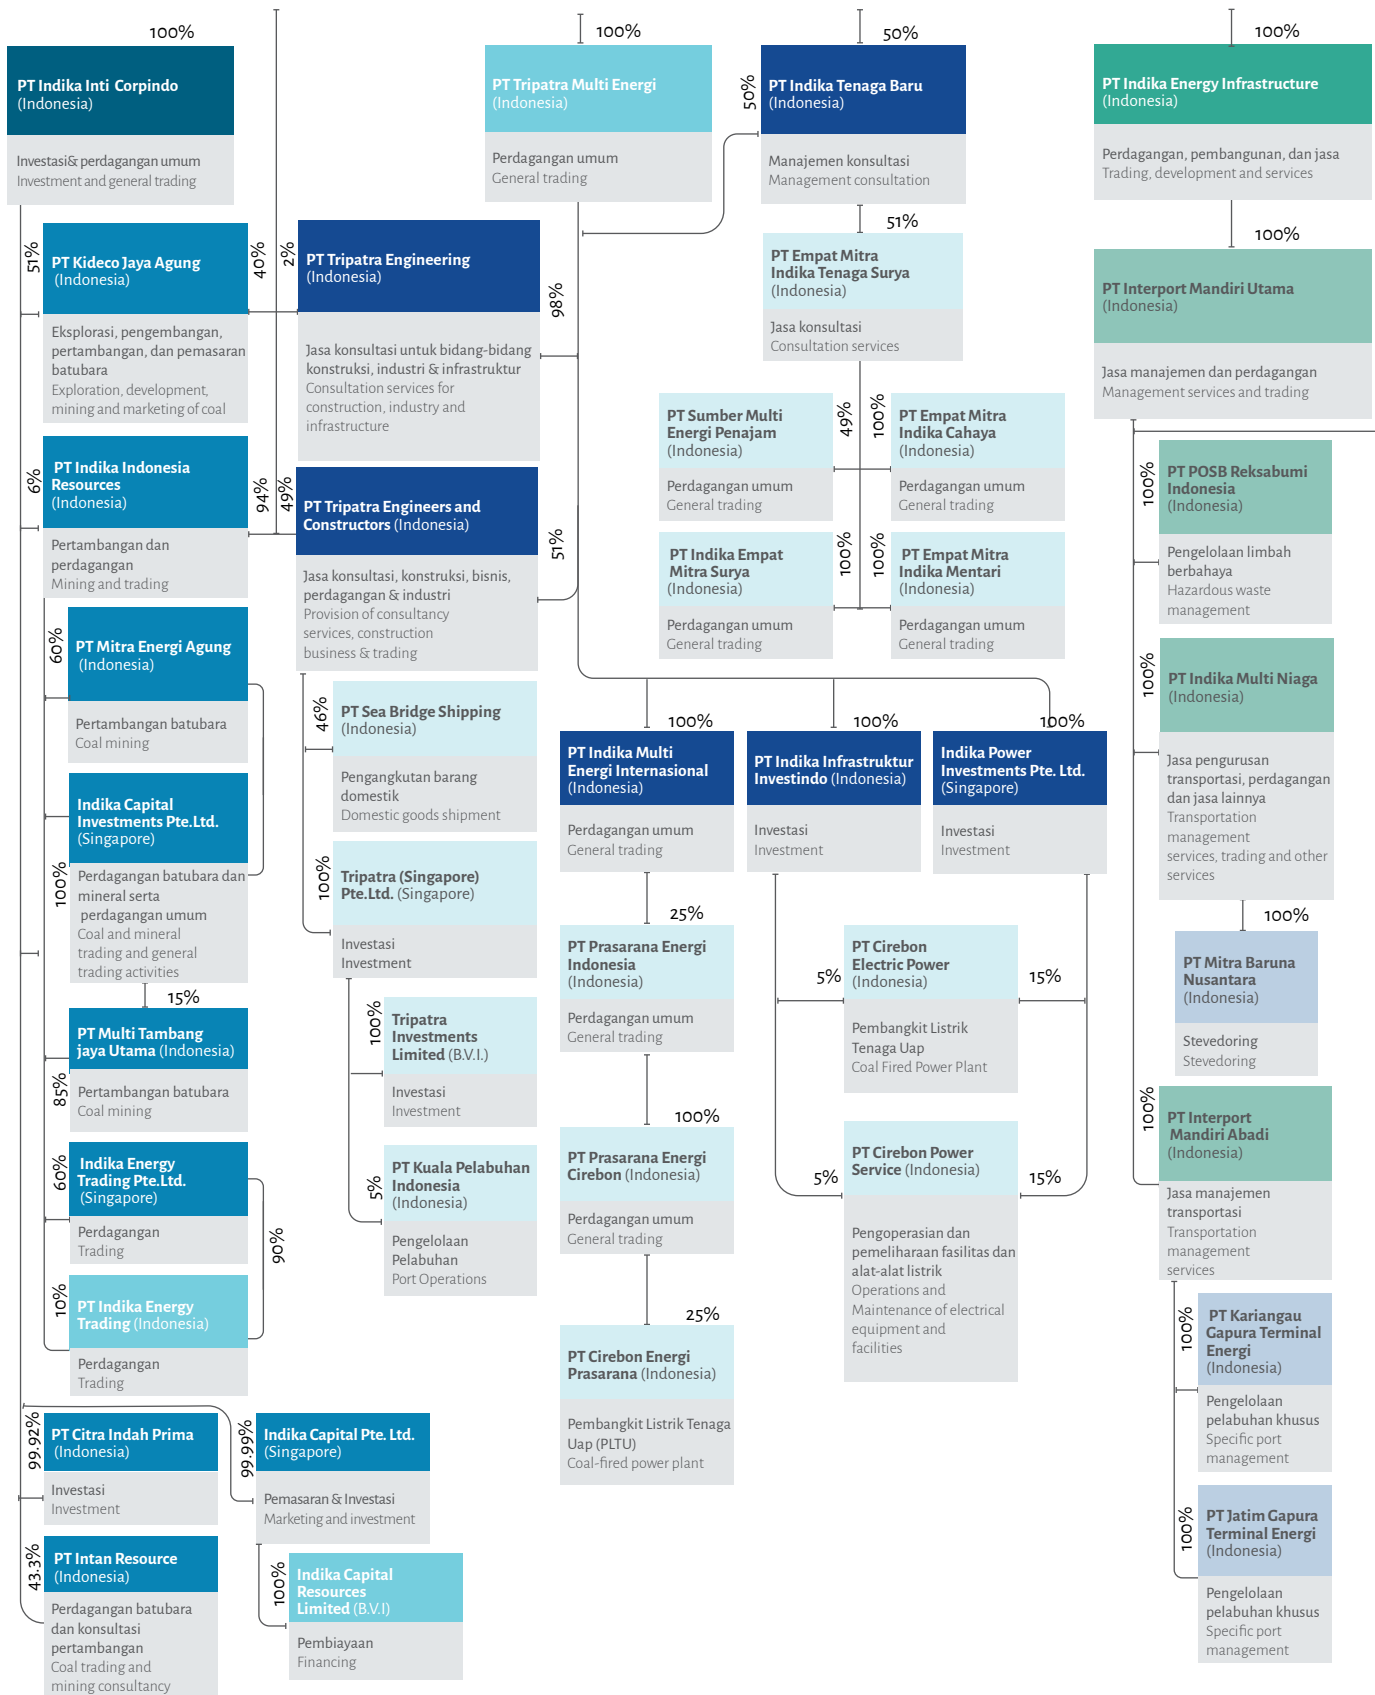 100%
PT Indika Inti Corpindo
(Indonesia)
Investasi& perdagangan umum
Investment and general trading
51%
PT Kideco Jaya Agung
(Indonesia)
40%
Eksplorasi, pengembangan,
pertambangan, dan pemasaran
batubara
Exploration, development,
mining and marketing of coal
6%
PT Indika Indonesia
Resources
(Indonesia)
94%
Pertambangan dan
perdagangan
Mining and trading
60%
PT Mitra Energi Agung
(Indonesia)
Pertambangan batubara
Coal mining
Indika Capital
Investments Pte.Ltd.
(Singapore)
100%
Perdagangan batubara dan
mineral serta
perdagangan umum
Coal and mineral
trading and general
trading activities
15%
PT Multi Tambang
jaya Utama (Indonesia)
85%
Pertambangan batubara
Coal mining
60%
Indika Energy
Trading Pte.Ltd.
(Singapore)
Perdagangan
Trading
90%
10%
PT Indika Energy
Trading (Indonesia)
Perdagangan
Trading
99.92%
PT Citra Indah Prima
(Indonesia)
Investasi
Investment
43.3%
PT Intan Resource
(Indonesia)
Perdagangan batubara
dan konsultasi
pertambangan
Coal trading and
mining consultancy
99.99%
Indika Capital Pte. Ltd.
(Singapore)
Pemasaran & Investasi
Marketing and investment
100%
Indika Capital
Resources
Limited (B.V.I)
Pembiayaan
Financing
2%
PT Tripatra Engineering
(Indonesia)
98%
Jasa konsultasi untuk bidang-bidang
konstruksi, industri & infrastruktur
Consultation services for
construction, industry and
infrastructure
49%
PT Tripatra Engineers and
Constructors (Indonesia)
51%
Jasa konsultasi, konstruksi, bisnis,
perdagangan & industri
Provision of consultancy
services, construction
business & trading
46%
PT Sea Bridge Shipping
(Indonesia)
Pengangkutan barang
domestik
Domestic goods shipment
100%
Tripatra (Singapore)
Pte.Ltd. (Singapore)
Investasi
Investment
100%
Tripatra
Investments
Limited (B.V.I.)
Investasi
Investment
5%
PT Kuala Pelabuhan
Indonesia
(Indonesia)
Pengelolaan
Pelabuhan
Port Operations
100%
PT Tripatra Multi Energi
(Indonesia)
Perdagangan umum
General trading
50%
50%
PT Indika Tenaga Baru
(Indonesia)
Manajemen konsultasi
Management consultation
51%
PT Empat Mitra
Indika Tenaga Surya
(Indonesia)
Jasa konsultasi
Consultation services
PT Sumber Multi
Energi Penajam
(Indonesia)
49%
Perdagangan umum
General trading
100%
PT Empat Mitra
Indika Cahaya
(Indonesia)
Perdagangan umum
General trading
PT Indika Empat
Mitra Surya
(Indonesia)
100%
Perdagangan umum
General trading
100%
PT Empat Mitra
Indika Mentari
(Indonesia)
Perdagangan umum
General trading
100%
PT Indika Multi
Energi Internasional
(Indonesia)
Perdagangan umum
General trading
25%
PT Prasarana Energi
Indonesia
(Indonesia)
Perdagangan umum
General trading
100%
PT Prasarana Energi
Cirebon (Indonesia)
Perdagangan umum
General trading
25%
PT Cirebon Energi
Prasarana (Indonesia)
Pembangkit Listrik Tenaga
Uap (PLTU)
Coal-fired power plant
100%
PT Indika Infrastruktur
Investindo (Indonesia)
Investasi
Investment
100%
Indika Power
Investments Pte. Ltd.
(Singapore)
Investasi
Investment
5%
PT Cirebon
Electric Power
(Indonesia)
15%
Pembangkit Listrik
Tenaga Uap
Coal Fired Power Plant
5%
PT Cirebon Power
Service (Indonesia)
15%
Pengoperasian dan
pemeliharaan fasilitas dan
alat-alat listrik
Operations and
Maintenance of electrical
equipment and
facilities
100%
PT Indika Energy Infrastructure
(Indonesia)
Perdagangan, pembangunan, dan jasa
Trading, development and services
100%
PT Interport Mandiri Utama
(Indonesia)
Jasa manajemen dan perdagangan
Management services and trading
100%
PT POSB Reksabumi
Indonesia
(Indonesia)
Pengelolaan limbah
berbahaya
Hazardous waste
management
100%
PT Indika Multi Niaga
(Indonesia)
Jasa pengurusan
transportasi, perdagangan
dan jasa lainnya
Transportation
management
services, trading and other
services
100%
PT Mitra Baruna
Nusantara
(Indonesia)
Stevedoring
Stevedoring
100%
PT Interport
Mandiri Abadi
(Indonesia)
Jasa manajemen
transportasi
Transportation
management
services
100%
PT Kariangau
Gapura Terminal
Energi
(Indonesia)
Pengelolaan
pelabuhan khusus
Specific port
management
100%
PT Jatim Gapura
Terminal Energi
(Indonesia)
Pengelolaan
pelabuhan khusus
Specific port
management